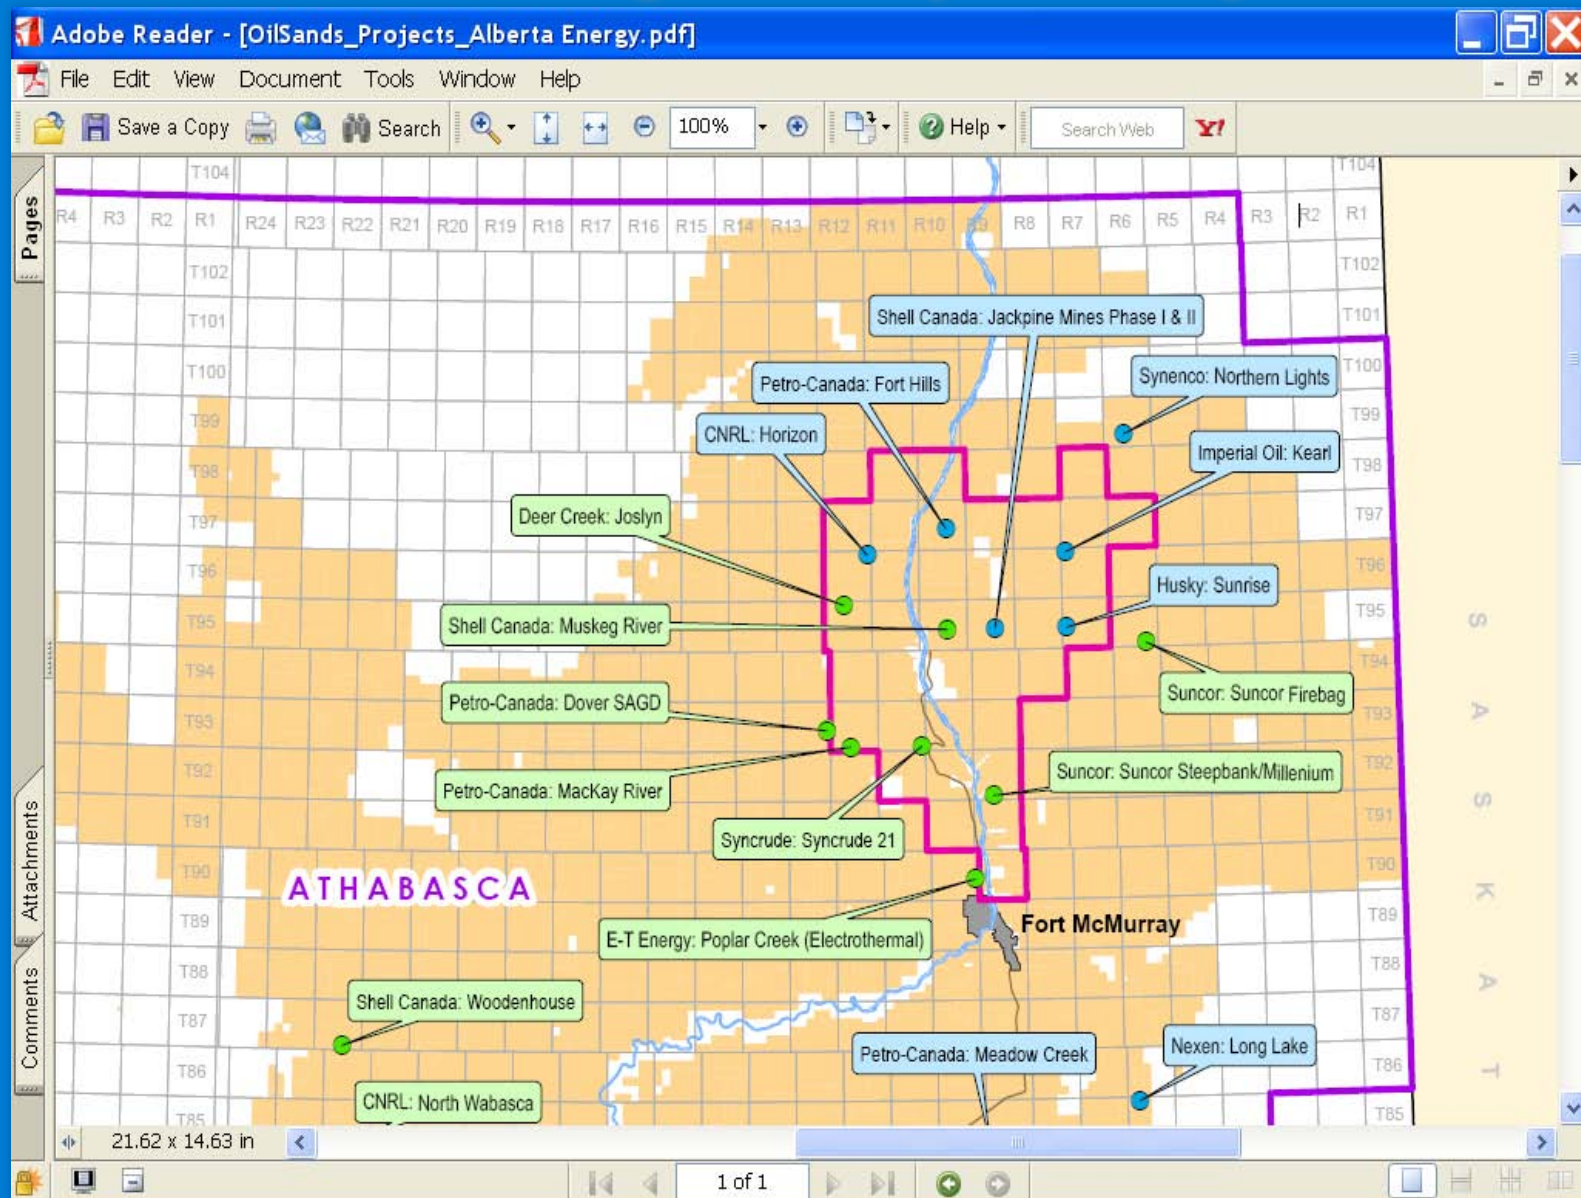 Adobe Reader - [OilSands_Projects_Alberta Energy.pdf]
File Edit View Document Tools Window Help
Save a Copy Search 100% Help Search Web Y!
Pages
Attachments
Comments
T104 T104
R4 R3 R2 R1 R24 R23 R22 R21 R20 R19 R18 R17 R16 R15 R14 R13 R12 R11 R10 R9 R8 R7 R6 R5 R4 R3 R2 R1
T102 T102
T101 T101
Shell Canada: Jackpine Mines Phase I & II
T100 T100
Petro-Canada: Fort Hills
Synenco: Northern Lights
T99 T99
CNRL: Horizon
Imperial Oil: Kearl
T98 T98
Deer Creek: Joslyn
T97 T97
T96 T96
Husky: Sunrise
Shell Canada: Muskeg River
T95 T95
T94 T94
Petro-Canada: Dover SAGD
Suncor: Suncor Firebag
T93 T93
T92 T92
Petro-Canada: MacKay River
Suncor: Suncor Steepbank/Millenium
T91 T91
Syncrude: Syncrude 21
T90 T90
ATHABASCA
T89 T89
Fort McMurray
E-T Energy: Poplar Creek (Electrothermal)
T88 T88
Shell Canada: Woodenhouse
T87 T87
Petro-Canada: Meadow Creek
Nexen: Long Lake
T86 T86
CNRL: North Wabasca
T85 T85
S A S K A T
21.62 x 14.63 in
1 of 1